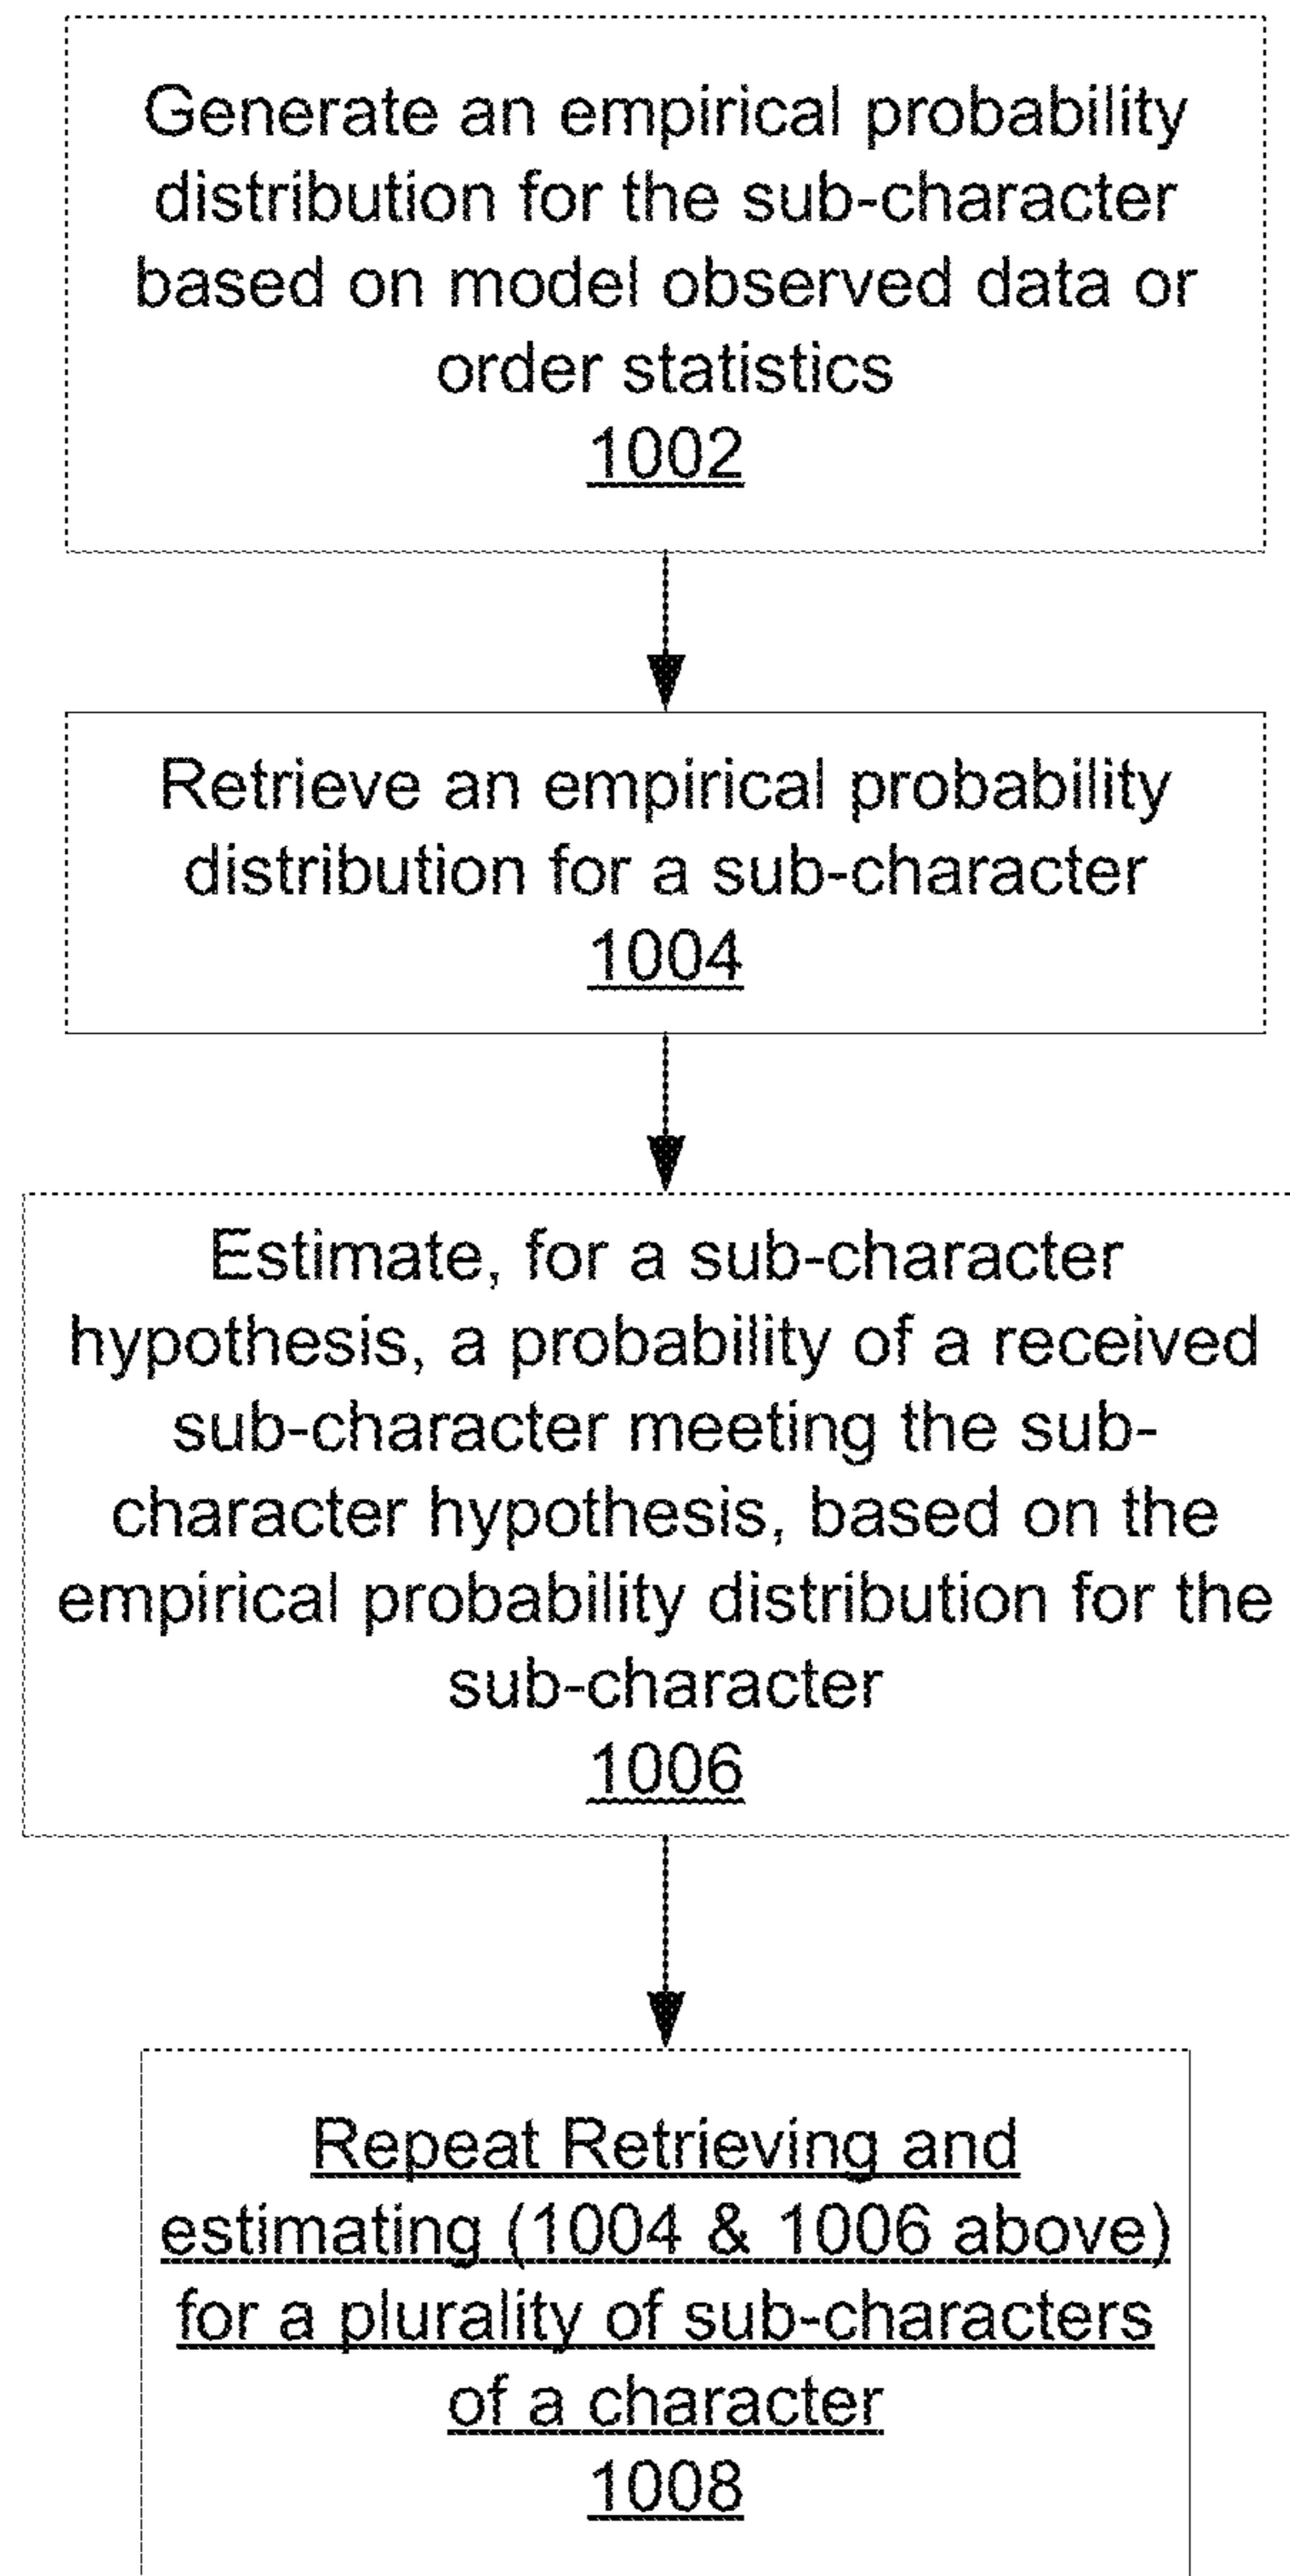 Generate an empirical probability
distribution for the sub-character
based on model observed data or
order statistics
1002
Retrieve an empirical probability
distribution for a sub-character
1004
Estimate, for a sub-character
hypothesis, a probability of a received
sub-character meeting the sub-
character hypothesis, based on the
empirical probability distribution for the
sub-character
1006
Repeat Retrieving and
estimating (1004 & 1006 above)
for a plurality of sub-characters
of a character
1008